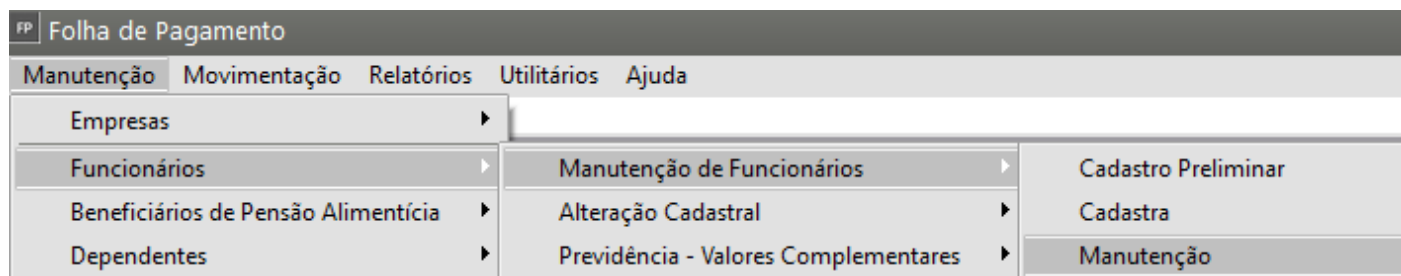 FP Folha de Pagamento
Manutenção Movimentação Relatórios Utilitários Ajuda
Empresas
Funcionários Manutenção de Funcionários Cadastro Preliminar
Beneficiários de Pensão Alimentícia Alteração Cadastral Cadastra
Dependentes Previdência - Valores Complementares Manutenção